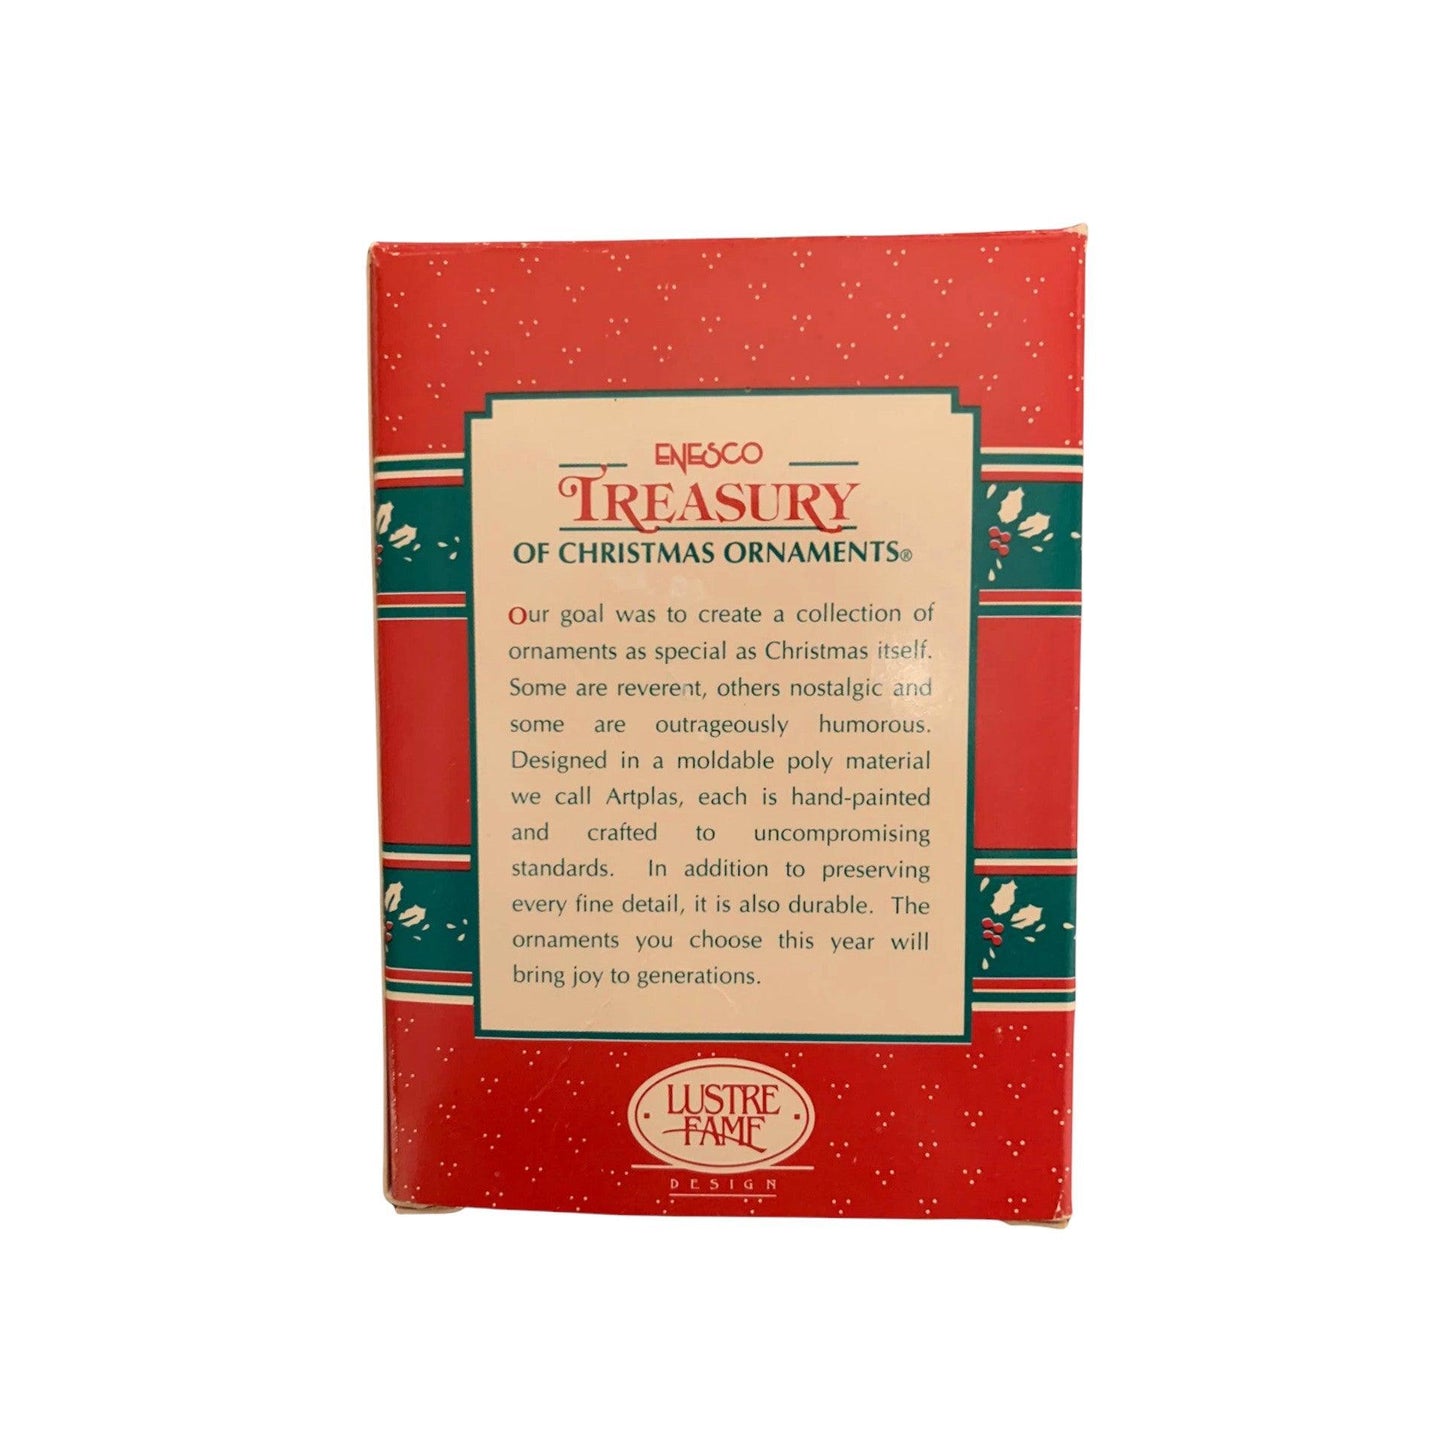 ENESCO
TREASURY
OF CHRISTMAS ORNAMENTS®
Our goal was to create a collection of
ornaments as special as Christmas itself.
Some are reverent, others nostalgic and
some are outrageously humorous.
Designed in a moldable poly material
we call Artplas, each is hand-painted
and crafted to uncompromising
standards. In addition to preserving
every fine detail, it is also durable. The
ornaments you choose this year will
bring joy to generations.
LUSTRE
FAME
DESIGN